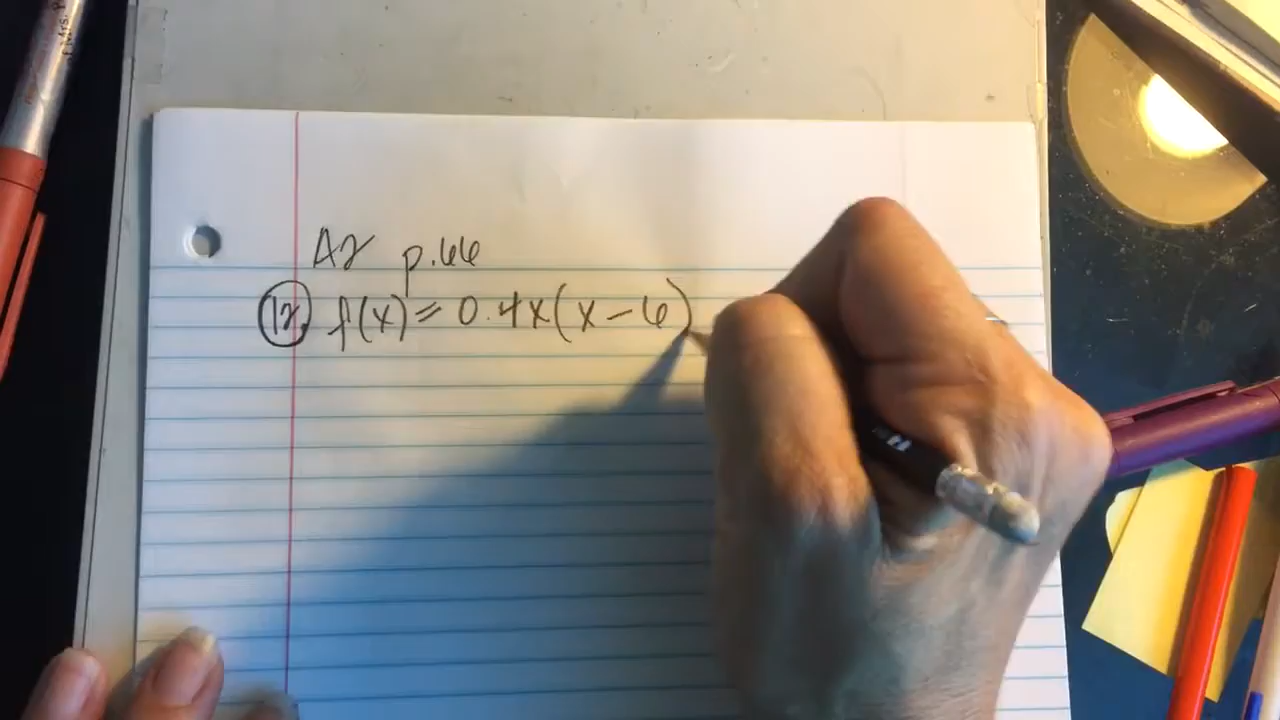 A2 p.66
12. f(x) = 0.4x(x-6)